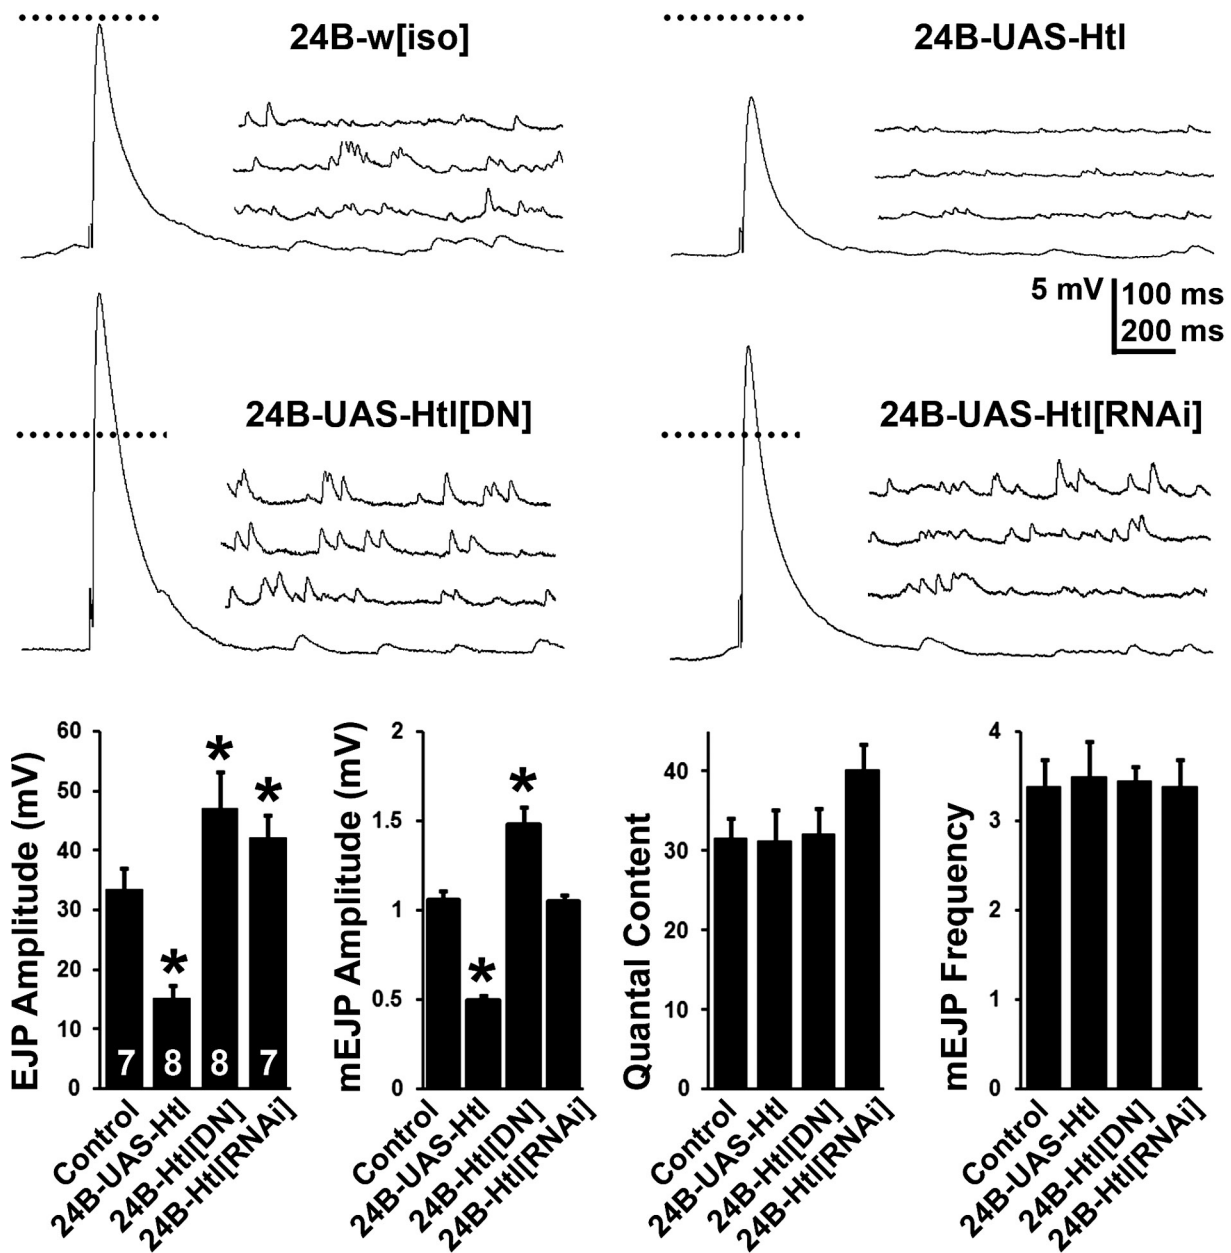 24B-w[iso]
24B-UAS-Htl
5 mV
100 ms
200 ms
24B-UAS-Htl[DN]
24B-UAS-Htl[RNAi]
EJP Amplitude (mV)
60
50
40
30
20
10
0
*
*
*
7
8
8
7
Control
24B-UAS-Htl
24B-Htl[DN]
24B-Htl[RNAi]
mEJP Amplitude (mV)
2
1.5
1
0.5
0
*
*
Control
24B-UAS-Htl
24B-Htl[DN]
24B-Htl[RNAi]
Quantal Content
40
30
20
10
0
Control
24B-UAS-Htl
24B-Htl[DN]
24B-Htl[RNAi]
mEJP Frequency
4
3
2
1
0
Control
24B-UAS-Htl
24B-Htl[DN]
24B-Htl[RNAi]